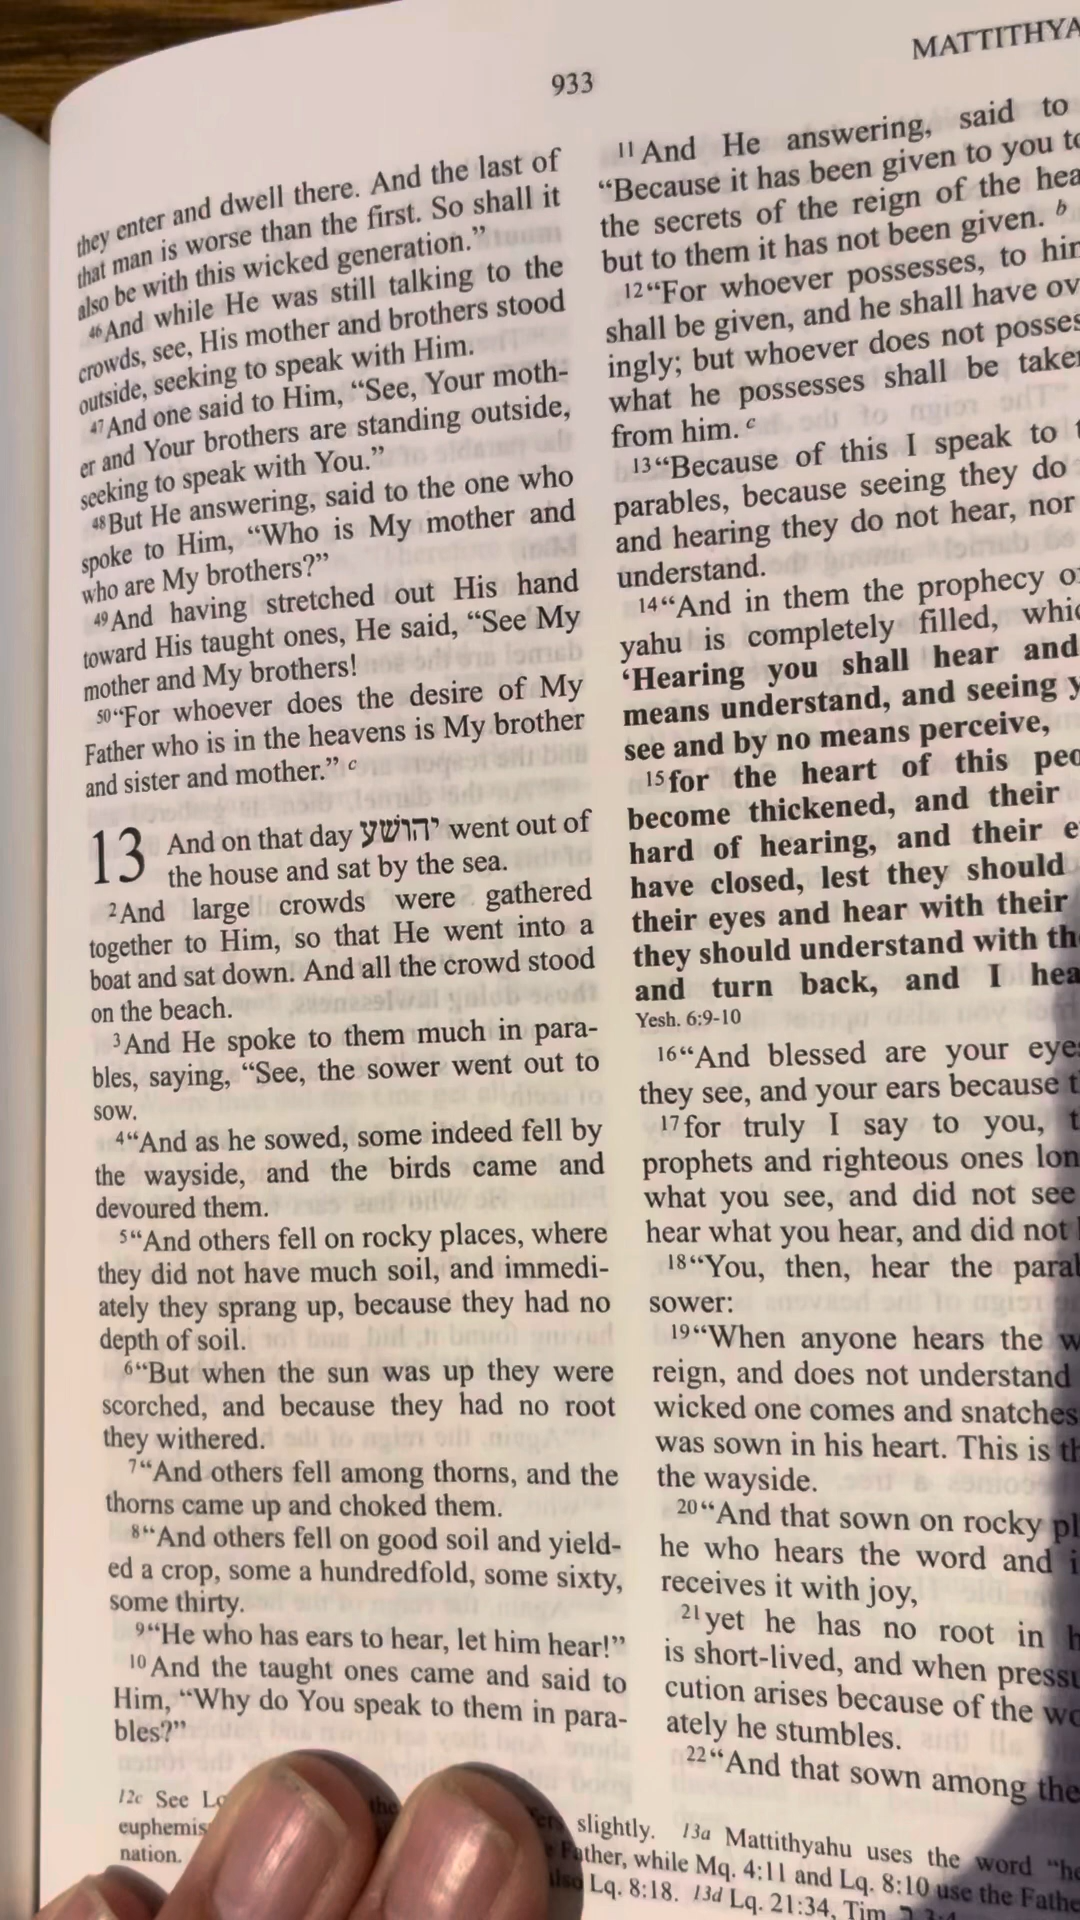 933
MATTITHYA
they enter and dwell there. And the last of
that man is worse than the first. So shall it
also be with this wicked generation.”
46And while He was still talking to the
crowds, see, His mother and brothers stood
outside, seeking to speak with Him.
47And one said to Him, “See, Your moth-
er and Your brothers are standing outside,
seeking to speak with You.”
48But He answering, said to the one who
spoke to Him, “Who is My mother and
who are My brothers?”
49And having stretched out His hand
toward His taught ones, He said, “See My
mother and My brothers!
50“For whoever does the desire of My
Father who is in the heavens is My brother
and sister and mother.” c
13 And on that day יהושע went out of
the house and sat by the sea.
2And large crowds were gathered
together to Him, so that He went into a
boat and sat down. And all the crowd stood
on the beach.
3And He spoke to them much in para-
bles, saying, “See, the sower went out to
sow.
4“And as he sowed, some indeed fell by
the wayside, and the birds came and
devoured them.
5“And others fell on rocky places, where
they did not have much soil, and immedi-
ately they sprang up, because they had no
depth of soil.
6“But when the sun was up they were
scorched, and because they had no root
they withered.
7“And others fell among thorns, and the
thorns came up and choked them.
8“And others fell on good soil and yield-
ed a crop, some a hundredfold, some sixty,
some thirty.
9“He who has ears to hear, let him hear!”
10And the taught ones came and said to
Him, “Why do You speak to them in para-
bles?”
11And He answering, said to
“Because it has been given to you
the secrets of the reign of the hea
but to them it has not been given. b
12“For whoever possesses, to
shall be given, and he shall have ov
ingly; but whoever does not posses
what he possesses shall be take
from him. c
13“Because of this I speak to
parables, because seeing they do
and hearing they do not hear, nor
understand.
14“And in them the prophecy
yahu is completely filled, whic
‘Hearing you shall hear and
means understand, and seeing
see and by no means perceive,
15for the heart of this peo
become thickened, and their
hard of hearing, and their e
have closed, lest they should
their eyes and hear with their
they should understand with th
and turn back, and I hea
Yesh. 6:9-10
16“And blessed are your eye
they see, and your ears because t
17for truly I say to you, t
prophets and righteous ones lon
what you see, and did not see
hear what you hear, and did not
18“You, then, hear the paral
sower:
19“When anyone hears the w
reign, and does not understand
wicked one comes and snatches
was sown in his heart. This is th
the wayside.
20“And that sown on rocky pl
he who hears the word and i
receives it with joy,
21yet he has no root in h
is short-lived, and when press
cution arises because of the wo
ately he stumbles.
22“And that sown among the
12c See
euphemis
nation.
slightly. 13a Mattithyahu uses the word
Father, while Mq. 4:11 and Lq. 8:10 use the Fathe
Lq. 8:18. 13d Lq. 21:34, Tim